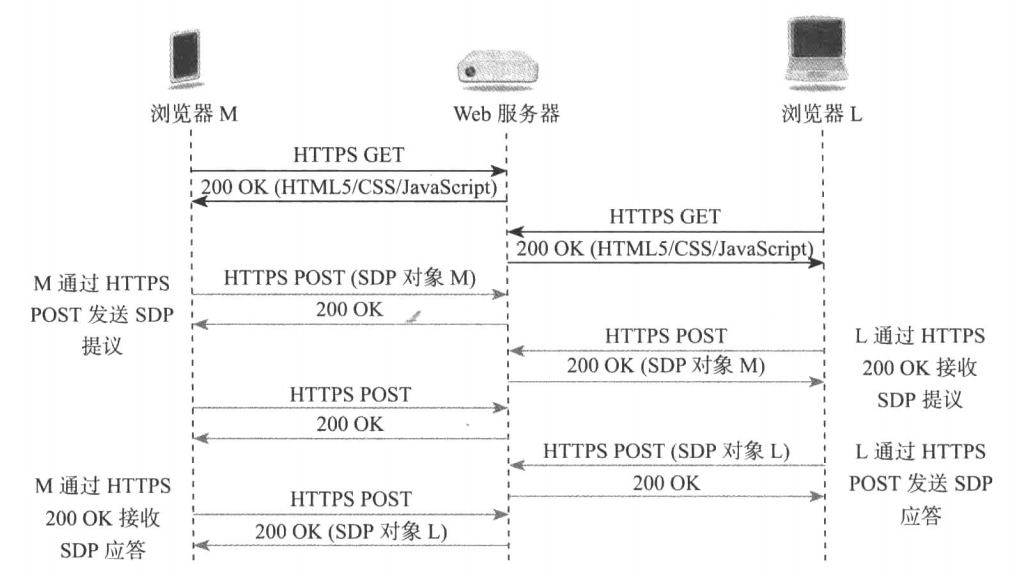 浏览器 M
Web 服务器
浏览器 L
HTTPS GET
200 OK (HTML5/CSS/JavaScript)
HTTPS GET
200 OK (HTML5/CSS/JavaScript)
M 通过 HTTPS
POST 发送 SDP
提议
HTTPS POST (SDP 对象 M)
200 OK
HTTPS POST
200 OK (SDP 对象 M)
L 通过 HTTPS
200 OK 接收
SDP 提议
HTTPS POST
200 OK
HTTPS POST (SDP 对象 L)
200 OK
L 通过 HTTPS
POST 发送 SDP
应答
M 通过 HTTPS
200 OK 接收
SDP 应答
HTTPS POST
200 OK (SDP 对象 L)